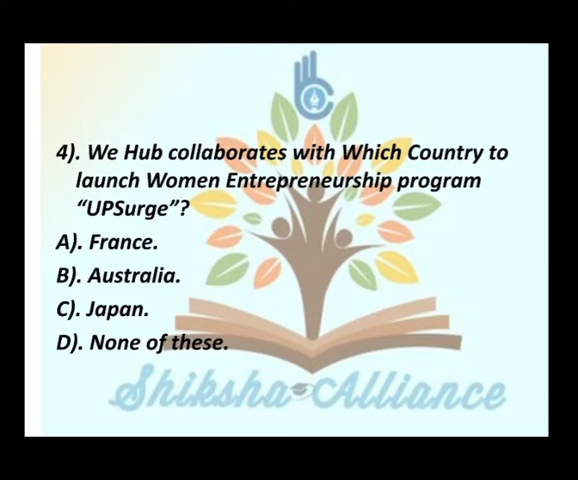 4). We Hub collaborates with Which Country to
launch Women Entrepreneurship program
“UPSurge”?
A). France.
B). Australia.
C). Japan.
D). None of these.
Shiksha Alliance